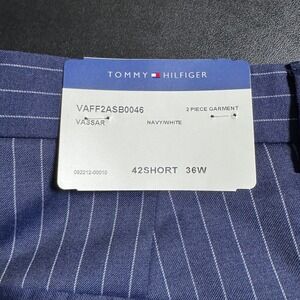 TOMMY HILFIGER
VAFF2ASB0046 2 PIECE GARMENT
VASSAR NAVY/WHITE
42SHORT 36W
092212-00010